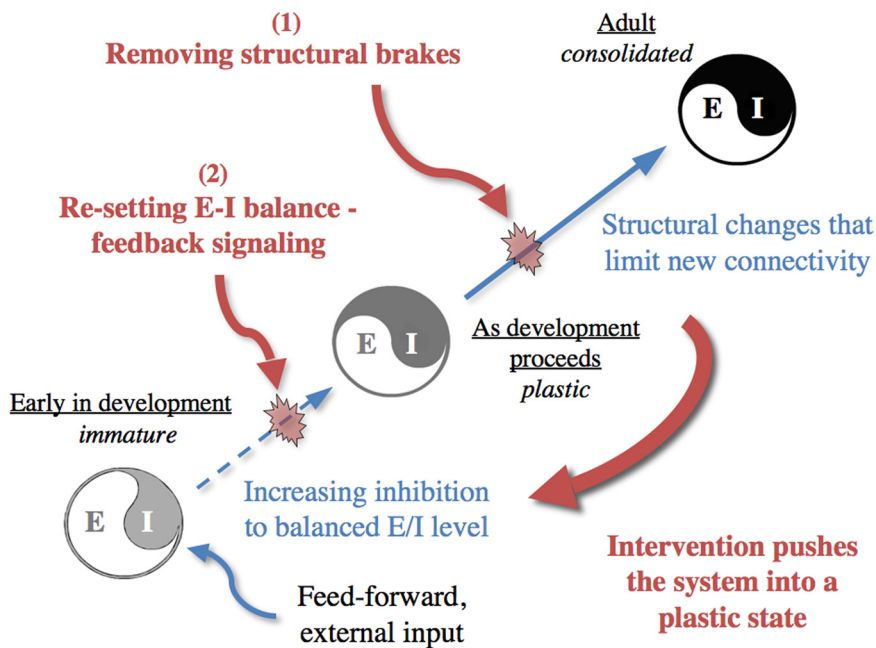 (1)
Removing structural brakes
Adult
consolidated
E I
(2)
Re-setting E-I balance -
feedback signaling
Structural changes that
limit new connectivity
E I
As development
proceeds
plastic
Early in development
immature
E I
Increasing inhibition
to balanced E/I level
Feed-forward,
external input
Intervention pushes
the system into a
plastic state